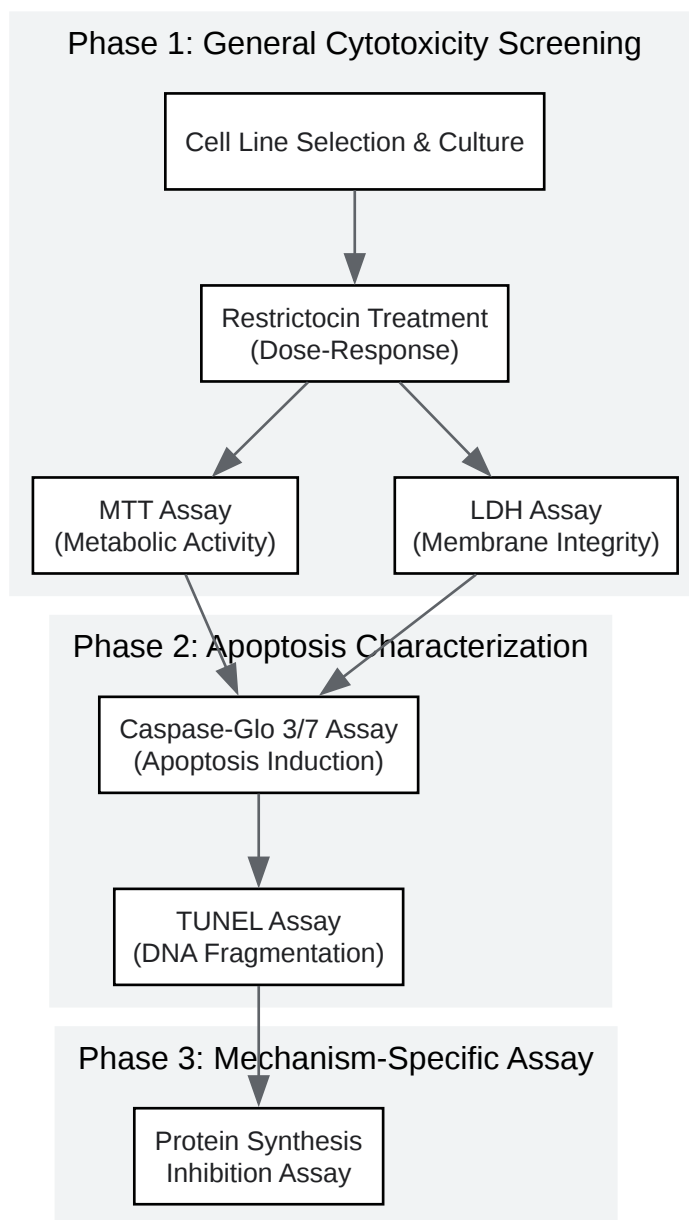 Phase 1: General Cytotoxicity Screening
Cell Line Selection & Culture
Restrictocin Treatment
(Dose-Response)
MTT Assay
(Metabolic Activity)
LDH Assay
(Membrane Integrity)
Phase 2: Apoptosis Characterization
Caspase-Glo 3/7 Assay
(Apoptosis Induction)
TUNEL Assay
(DNA Fragmentation)
Phase 3: Mechanism-Specific Assay
Protein Synthesis
Inhibition Assay